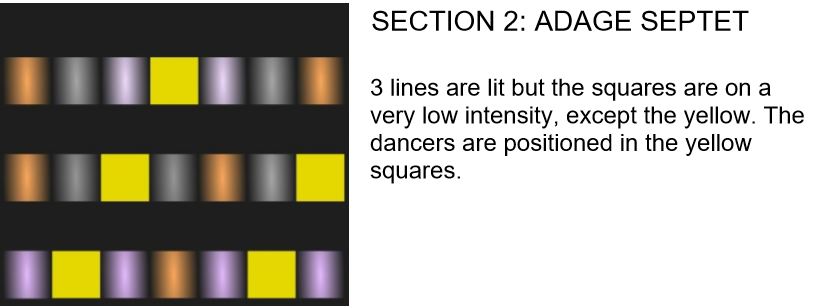 SECTION 2: ADAGE SEPTET
3 lines are lit but the squares are on a
very low intensity, except the yellow. The
dancers are positioned in the yellow
squares.